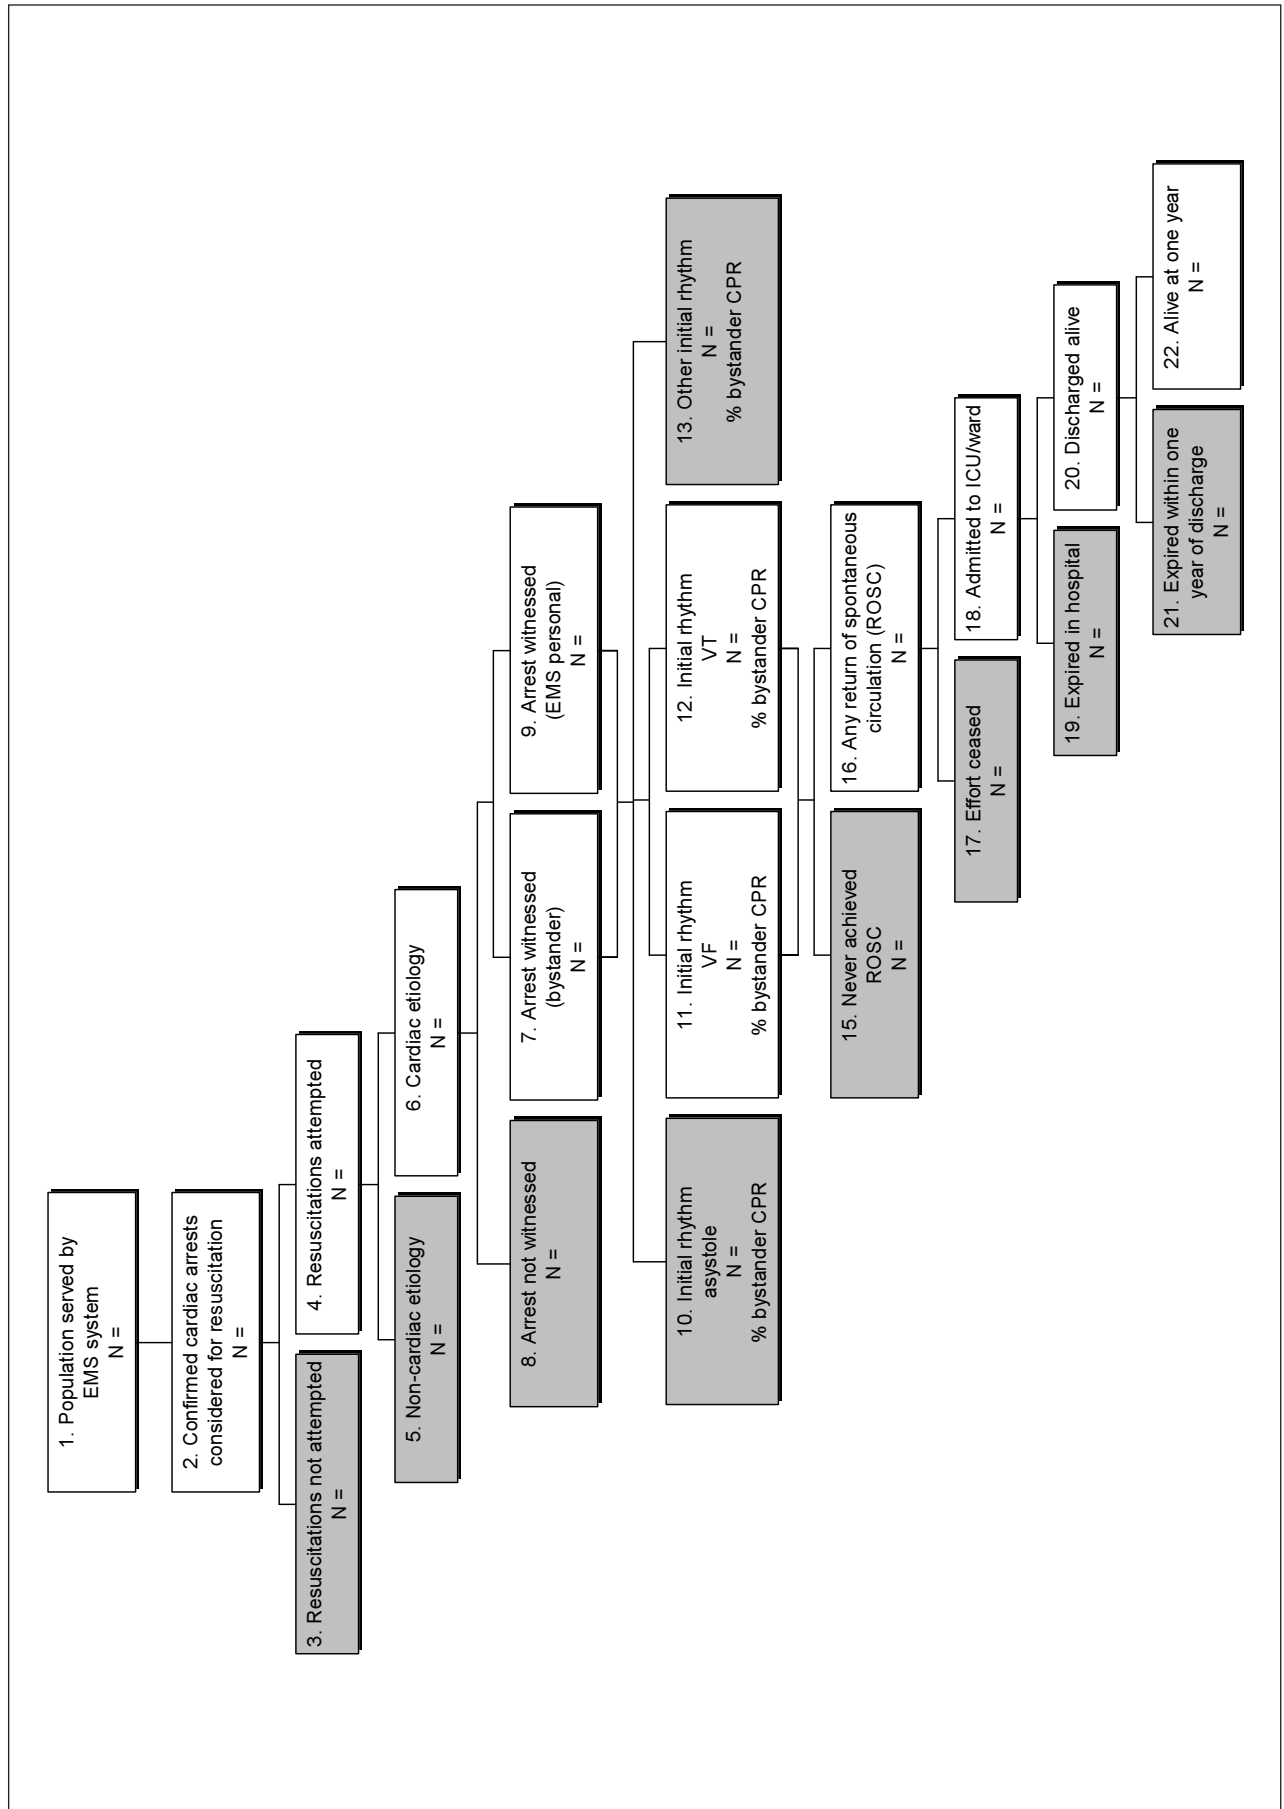 1. Population served by
EMS system
N =
2. Confirmed cardiac arrests
considered for resuscitation
N =
3. Resuscitations not attempted
N =
4. Resuscitations attempted
N =
5. Non-cardiac etiology
N =
6. Cardiac etiology
N =
8. Arrest not witnessed
N =
7. Arrest witnessed
(bystander)
N =
9. Arrest witnessed
(EMS personal)
N =
10. Initial rhythm
asystole
N =
% bystander CPR
11. Initial rhythm
VF
N =
% bystander CPR
12. Initial rhythm
VT
N =
% bystander CPR
13. Other initial rhythm
N =
% bystander CPR
15. Never achieved
ROSC
N =
16. Any return of spontaneous
circulation (ROSC)
N =
17. Effort ceased
N =
18. Admitted to ICU/ward
N =
19. Expired in hospital
N =
20. Discharged alive
N =
21. Expired within one
year of discharge
N =
22. Alive at one year
N =